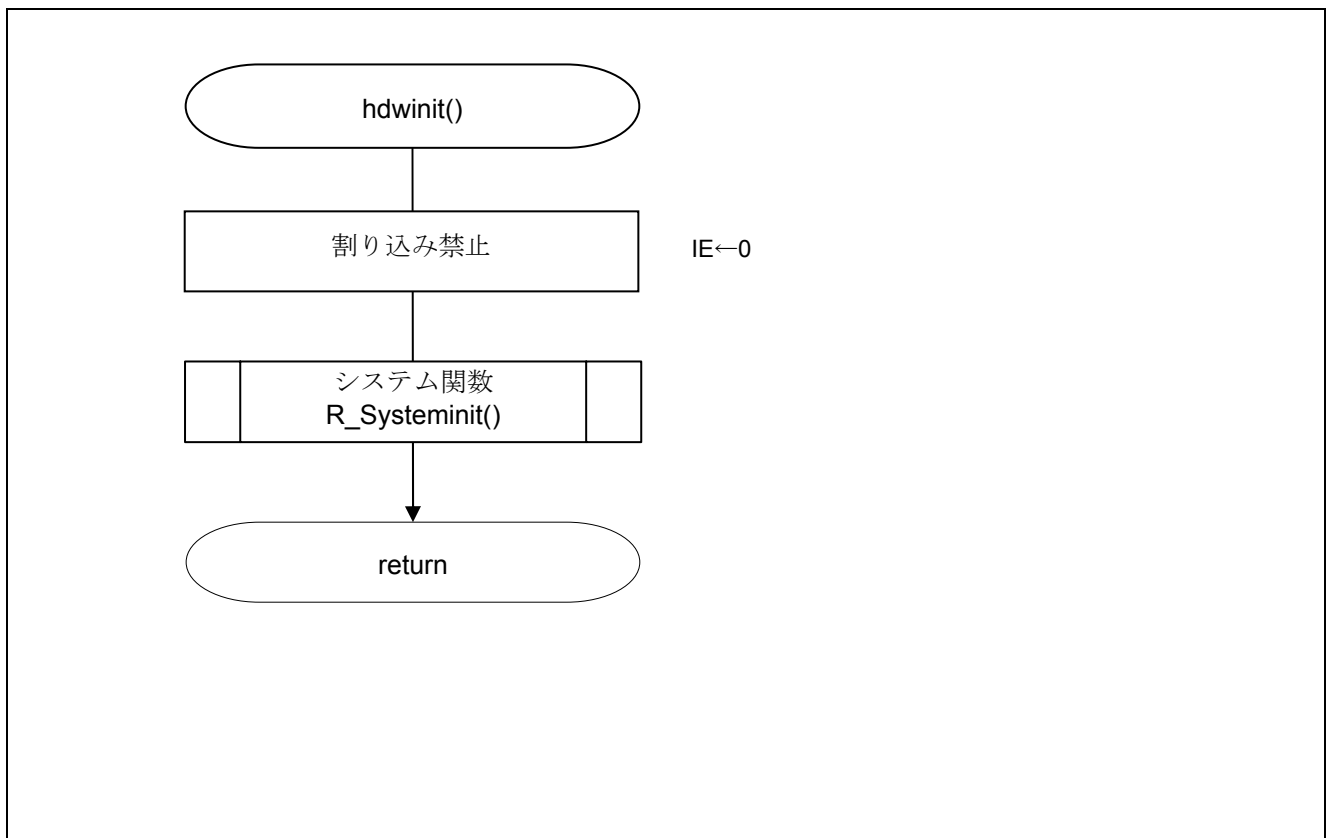 hdwinit()
割り込み禁止
IE←0
システム関数
R_Systeminit()
return